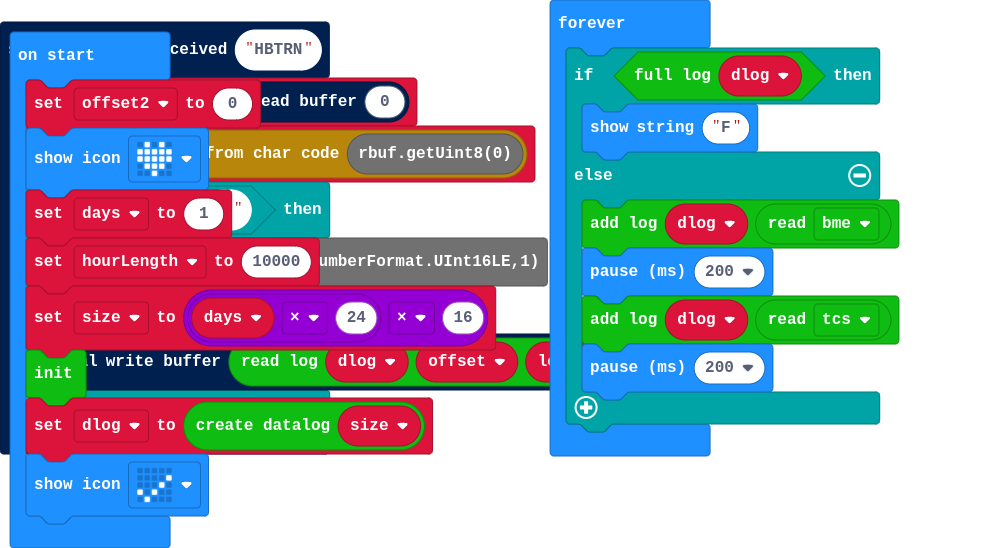 on start
ceived "HBTRN"
set offset2 to 0
ead buffer 0
show icon
from char code rbuf.getUint8(0)
set days to 1
" then
set hourLength to 10000
umberFormat.UInt16LE,1)
set size to days × 24 × 16
init
l write buffer read log dlog offset
set dlog to create datalog size
show icon
forever
if full log dlog then
show string "F"
else
add log dlog read bme
pause (ms) 200
add log dlog read tcs
pause (ms) 200